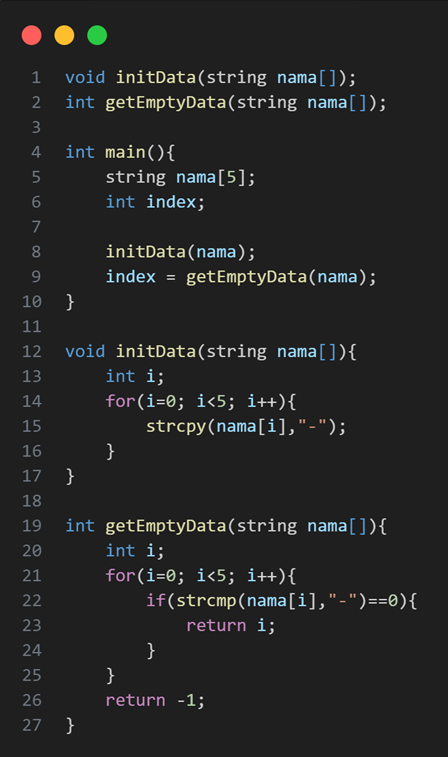 1 void initData(string nama[]);
2 int getEmptyData(string nama[]);
3
4 int main(){
5     string nama[5];
6     int index;
7
8     initData(nama);
9     index = getEmptyData(nama);
10 }
11
12 void initData(string nama[]){
13     int i;
14     for(i=0; i<5; i++){
15         strcpy(nama[i],"-");
16     }
17 }
18
19 int getEmptyData(string nama[]){
20     int i;
21     for(i=0; i<5; i++){
22         if(strcmp(nama[i],"-")==0){
23             return i;
24         }
25     }
26     return -1;
27 }